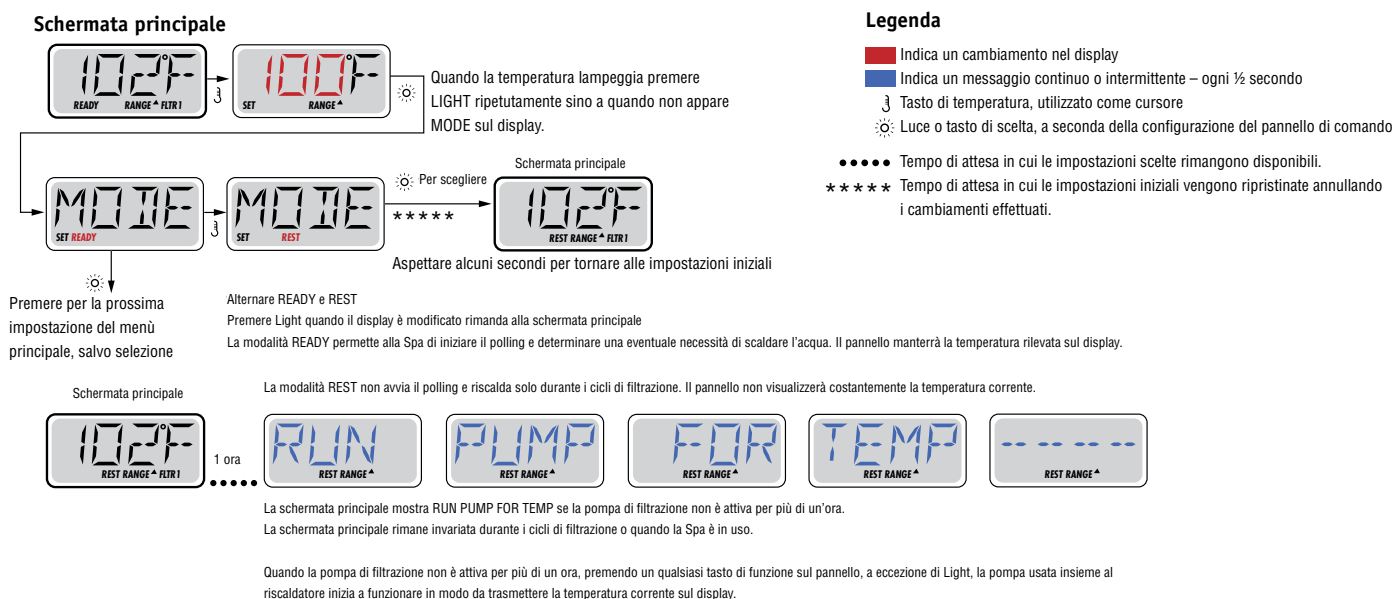 Schermata principale
102°F
READY RANGE FLTR1
100°F
SET RANGE
Quando la temperatura lampeggia premere
LIGHT ripetutamente sino a quando non appare
MODE sul display.
Legenda
Indica un cambiamento nel display
Indica un messaggio continuo o intermittente – ogni ½ secondo
Tasto di temperatura, utilizzato come cursore
Luce o tasto di scelta, a seconda della configurazione del pannello di comando
••••• Tempo di attesa in cui le impostazioni scelte rimangono disponibili.
***** Tempo di attesa in cui le impostazioni iniziali vengono ripristinate annullando
i cambiamenti effettuati.
MODE
SET READY
MODE
SET REST
Per scegliere
*****
Schermata principale
102°F
REST RANGE FLTR1
Aspettare alcuni secondi per tornare alle impostazioni iniziali
Premere per la prossima
impostazione del menù
principale, salvo selezione
Alternare READY e REST
Premere Light quando il display è modificato rimanda alla schermata principale
La modalità READY permette alla Spa di iniziare il polling e determinare una eventuale necessità di scaldare l'acqua. Il pannello manterrà la temperatura rilevata sul display.
La modalità REST non avvia il polling e riscalda solo durante i cicli di filtrazione. Il pannello non visualizzerà costantemente la temperatura corrente.
Schermata principale
102°F
REST RANGE FLTR1
1 ora
•••••
RUN
REST RANGE
PUMP
REST RANGE
FOR
REST RANGE
TEMP
REST RANGE
-- -- -- --
REST RANGE
La schermata principale mostra RUN PUMP FOR TEMP se la pompa di filtrazione non è attiva per più di un'ora.
La schermata principale rimane invariata durante i cicli di filtrazione o quando la Spa è in uso.
Quando la pompa di filtrazione non è attiva per più di un ora, premendo un qualsiasi tasto di funzione sul pannello, a eccezione di Light, la pompa usata insieme al
riscaldatore inizia a funzionare in modo da trasmettere la temperatura corrente sul display.